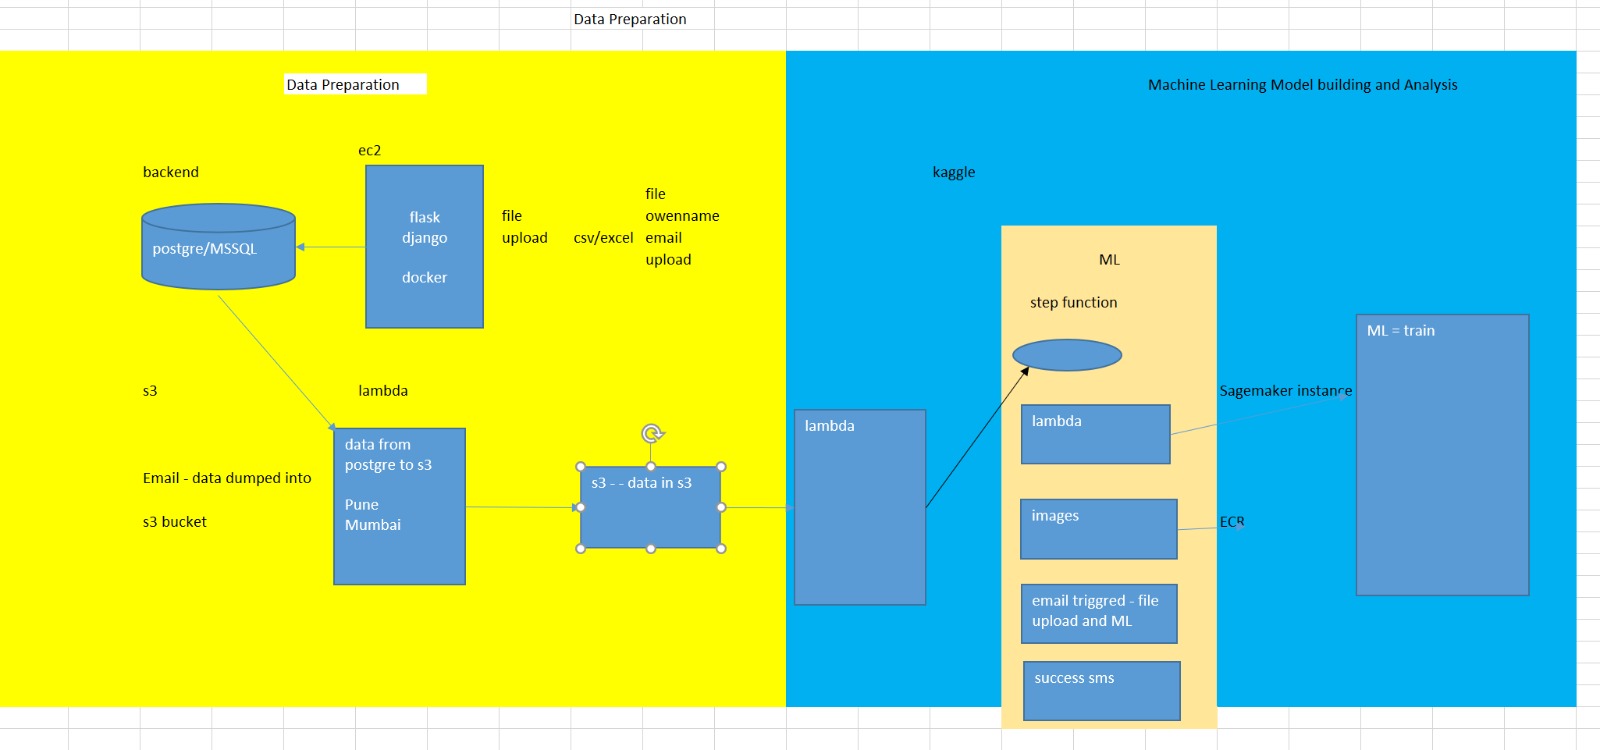 Data Preparation
Data Preparation
Machine Learning Model building and Analysis
ec2
backend
kaggle
postgre/MSSQL
flask
django
docker
file
upload
csv/excel
file
owenname
email
upload
ML
step function
ML = train
s3
lambda
Sagemaker instance
data from
postgre to s3
Pune
Mumbai
Email - data dumped into
s3 bucket
s3 - - data in s3
lambda
lambda
images
ECR
email triggred - file
upload and ML
success sms